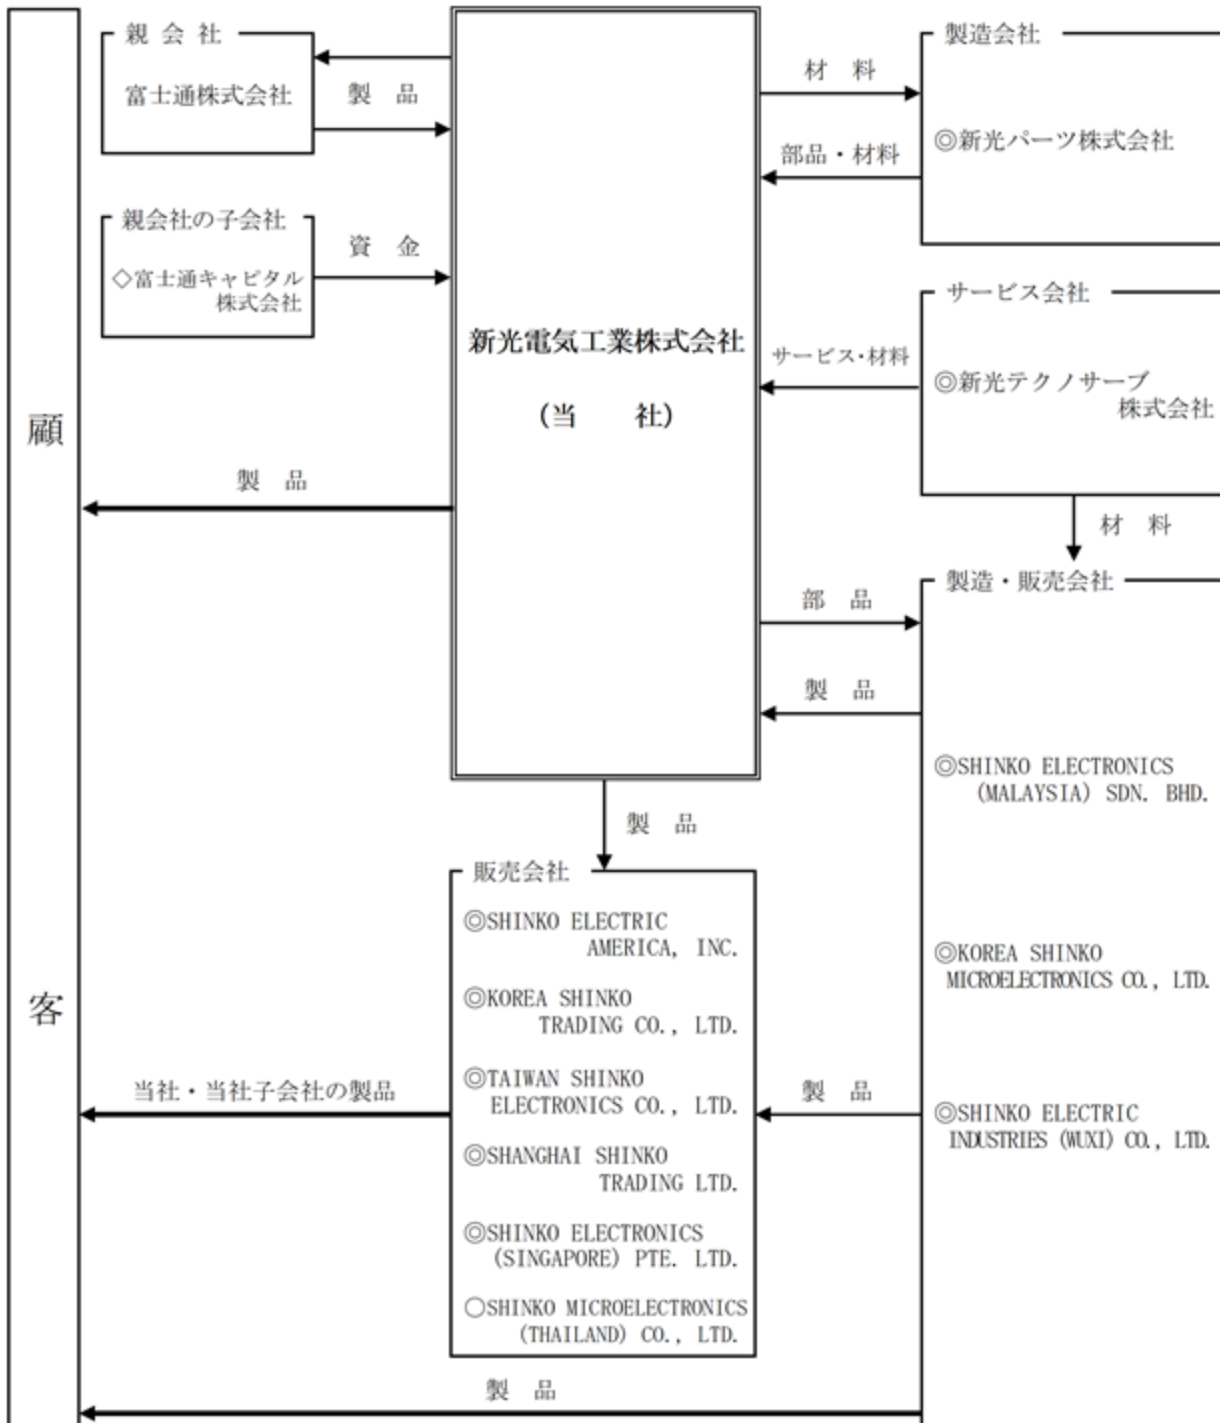 親 会 社
富士通株式会社
製 品
親会社の子会社
◇富士通キャピタル
株式会社
資 金
顧
客
製 品
新光電気工業株式会社
(当 社)
材 料
部品・材料
製造会社
◎新光パーツ株式会社
サービス会社
◎新光テクノサーブ
株式会社
サービス・材料
材 料
部 品
製 品
製造・販売会社
◎SHINKO ELECTRONICS
(MALAYSIA) SDN. BHD.
◎KOREA SHINKO
MICROELECTRONICS CO., LTD.
◎SHINKO ELECTRIC
INDUSTRIES (WUXI) CO., LTD.
製 品
販売会社
◎SHINKO ELECTRIC
AMERICA, INC.
◎KOREA SHINKO
TRADING CO., LTD.
◎TAIWAN SHINKO
ELECTRONICS CO., LTD.
◎SHANGHAI SHINKO
TRADING LTD.
◎SHINKO ELECTRONICS
(SINGAPORE) PTE. LTD.
○SHINKO MICROELECTRONICS
(THAILAND) CO., LTD.
当社・当社子会社の製品
製 品
製 品